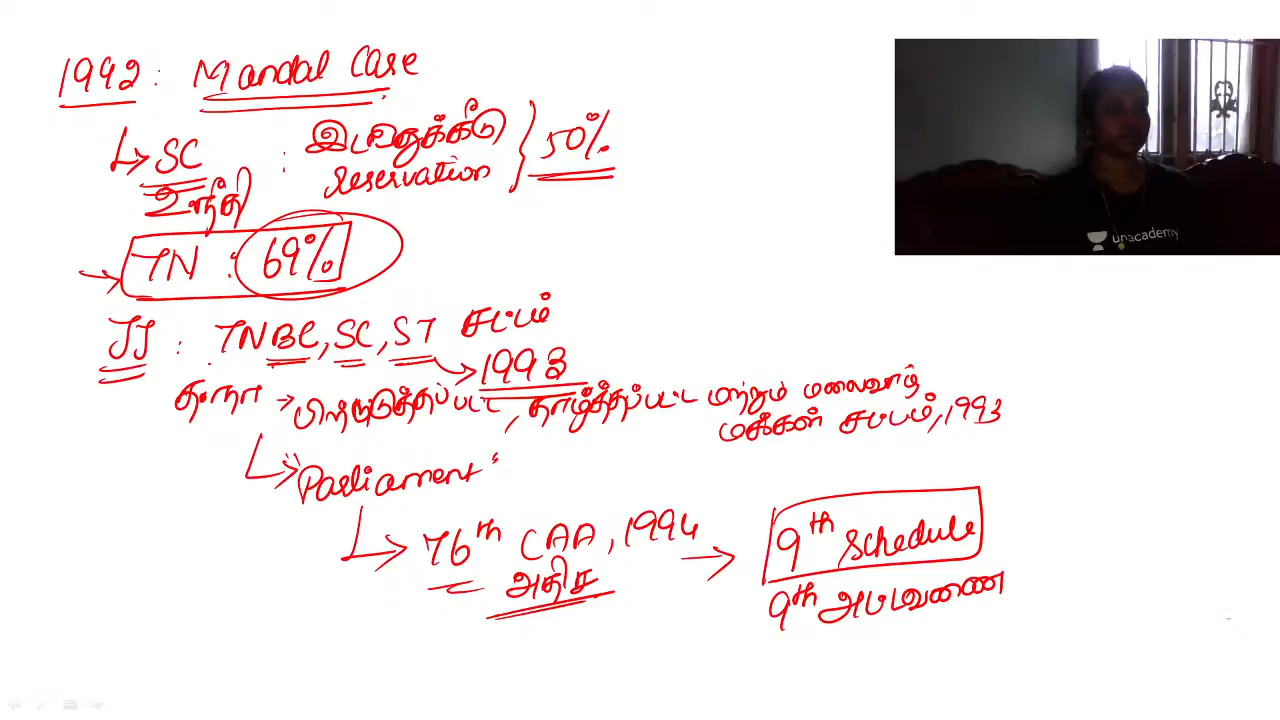 1992 : Mandal Case
SC : இடஒதுக்கீடு
உநீதி reservation } 50%
TN : 69%
JJ : TNBC, SC, ST சட்டம்
1993
த.நா பிற்படுத்தப்பட்ட, தாழ்த்தப்பட்ட மற்றும் மலைவாழ்
மக்கள் சட்டம், 1993
"Parliament"
76th CAA, 1994 → 9th Schedule
அதிச 9th அட்டவணை
unacademy